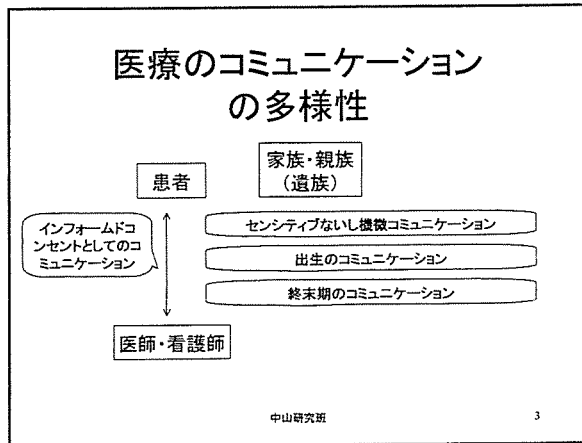 医療のコミュニケーション
の多様性
患者
家族・親族
(遺族)
インフォームドコ
ンセントとしてのコ
ミュニケーション
センシティブないし機微コミュニケーション
出生のコミュニケーション
終末期のコミュニケーション
医師・看護師
中山研究班
3